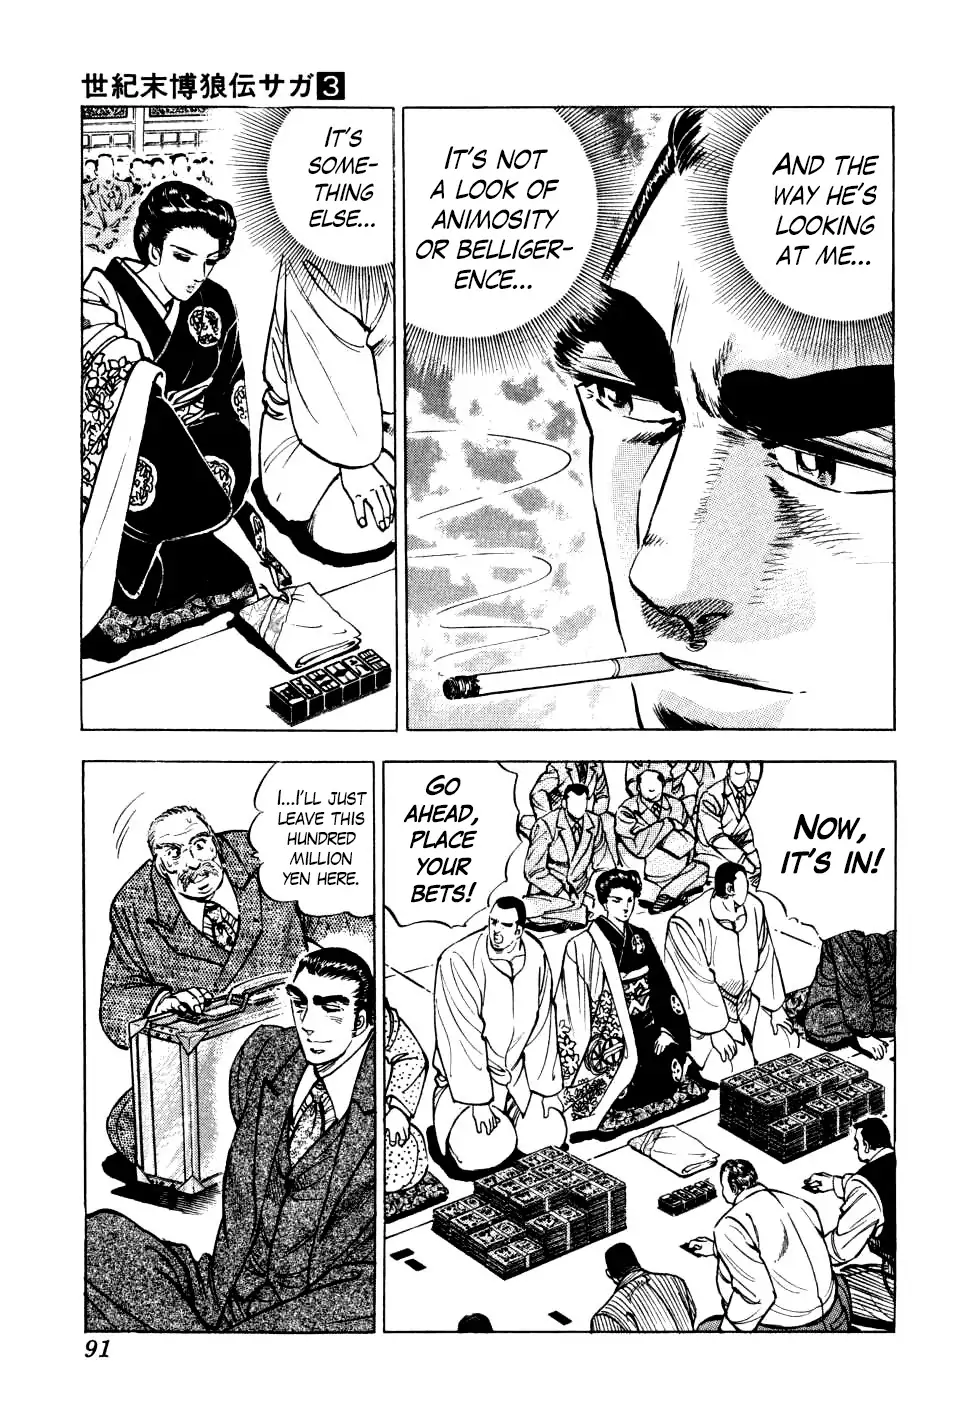 世紀末博狼伝サガ3
AND THE
WAY HE'S
LOOKING
AT ME...
IT'S NOT
A LOOK OF
ANIMOSITY
OR BELLIGER-
ENCE...
IT'S
SOME-
THING
ELSE...
NOW,
IT'S IN!
GO
AHEAD,
PLACE
YOUR
BETS!
I...I'LL JUST
LEAVE THIS
HUNDRED
MILLION
YEN HERE.
91